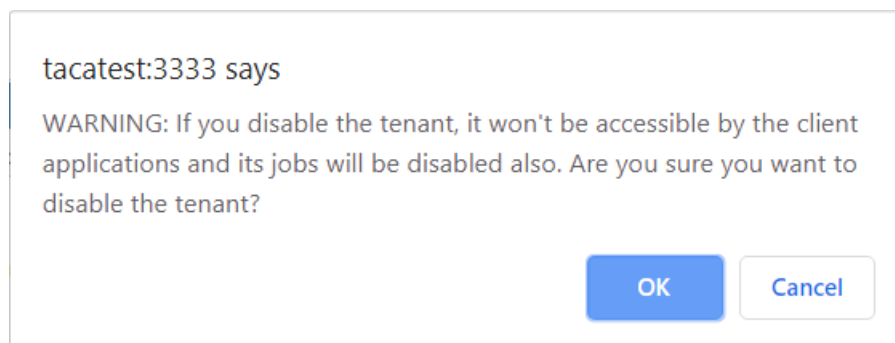 tacatest:3333 says
WARNING: If you disable the tenant, it won't be accessible by the client
applications and its jobs will be disabled also. Are you sure you want to
disable the tenant?
OK Cancel